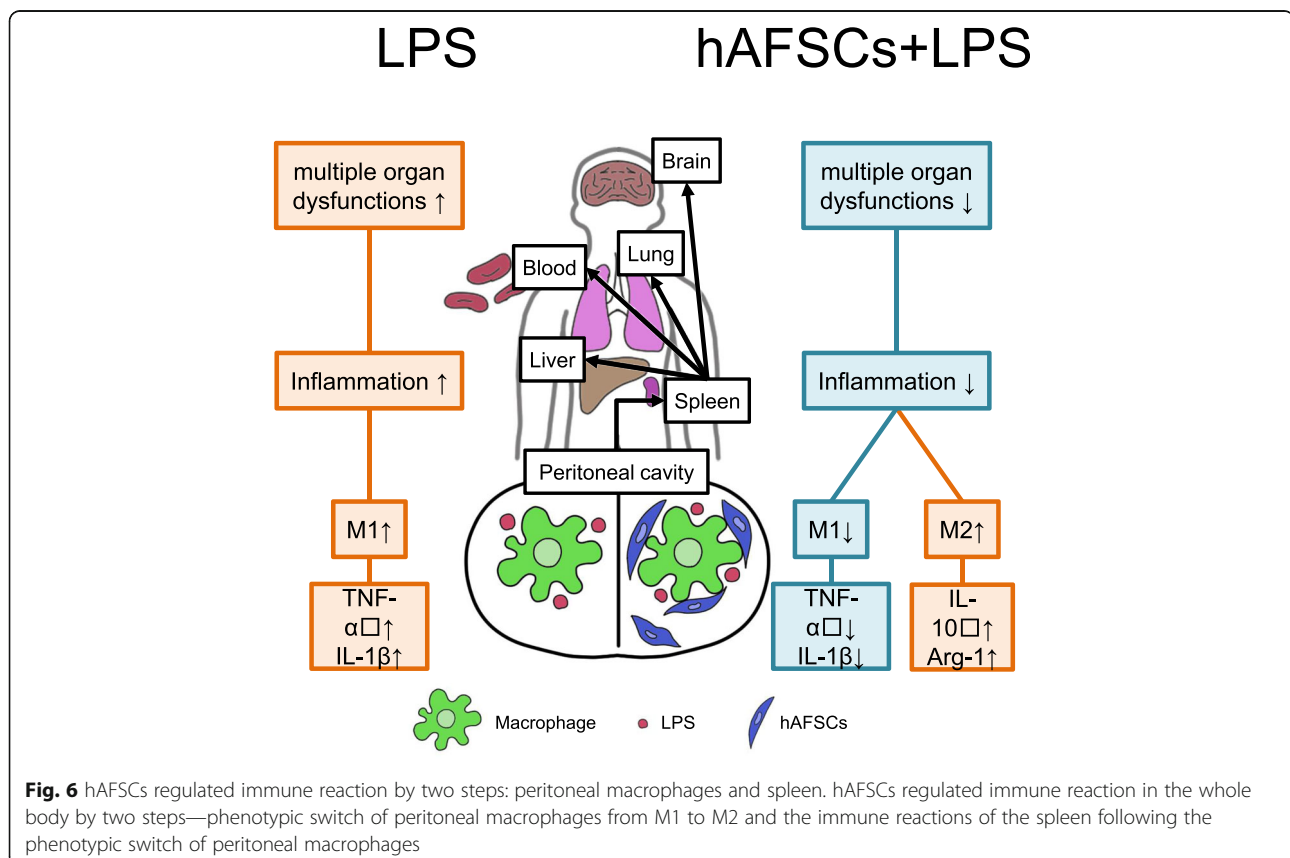 LPS
hAFSCs+LPS
multiple organ
dysfunctions ↑
Inflammation ↑
M1↑
TNF-
α□↑
IL-1β↑
Brain
Blood
Lung
Liver
Spleen
Peritoneal cavity
multiple organ
dysfunctions ↓
Inflammation ↓
M1↓
TNF-
α□↓
IL-1β↓
M2↑
IL-
10□↑
Arg-1↑
Macrophage
LPS
hAFSCs
Fig. 6 hAFSCs regulated immune reaction by two steps: peritoneal macrophages and spleen. hAFSCs regulated immune reaction in the whole
body by two steps—phenotypic switch of peritoneal macrophages from M1 to M2 and the immune reactions of the spleen following the
phenotypic switch of peritoneal macrophages